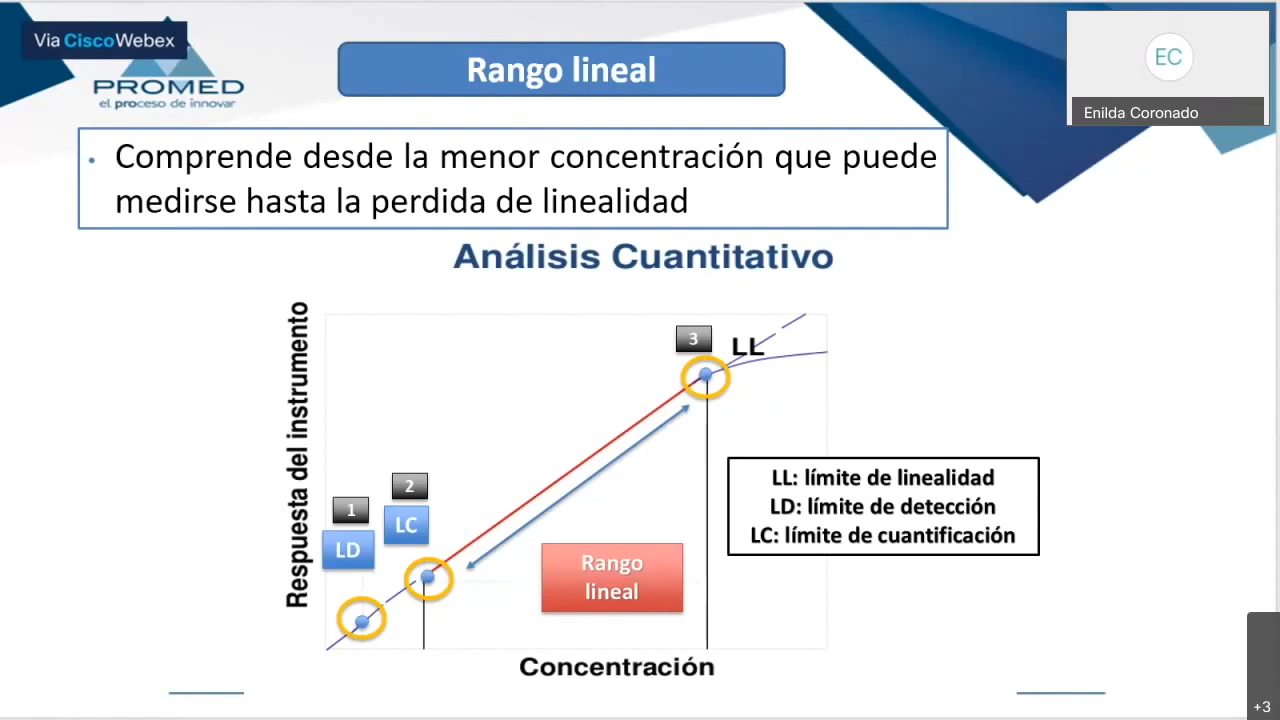 Vía CiscoWebex
PROMED
el proceso de innovar
Rango lineal
EC
Enilda Coronado
• Comprende desde la menor concentración que puede
medirse hasta la perdida de linealidad
Análisis Cuantitativo
Respuesta del instrumento
3
LL
2
1
LC
LD
LL: límite de linealidad
LD: límite de detección
LC: límite de cuantificación
Rango
lineal
Concentración
+3